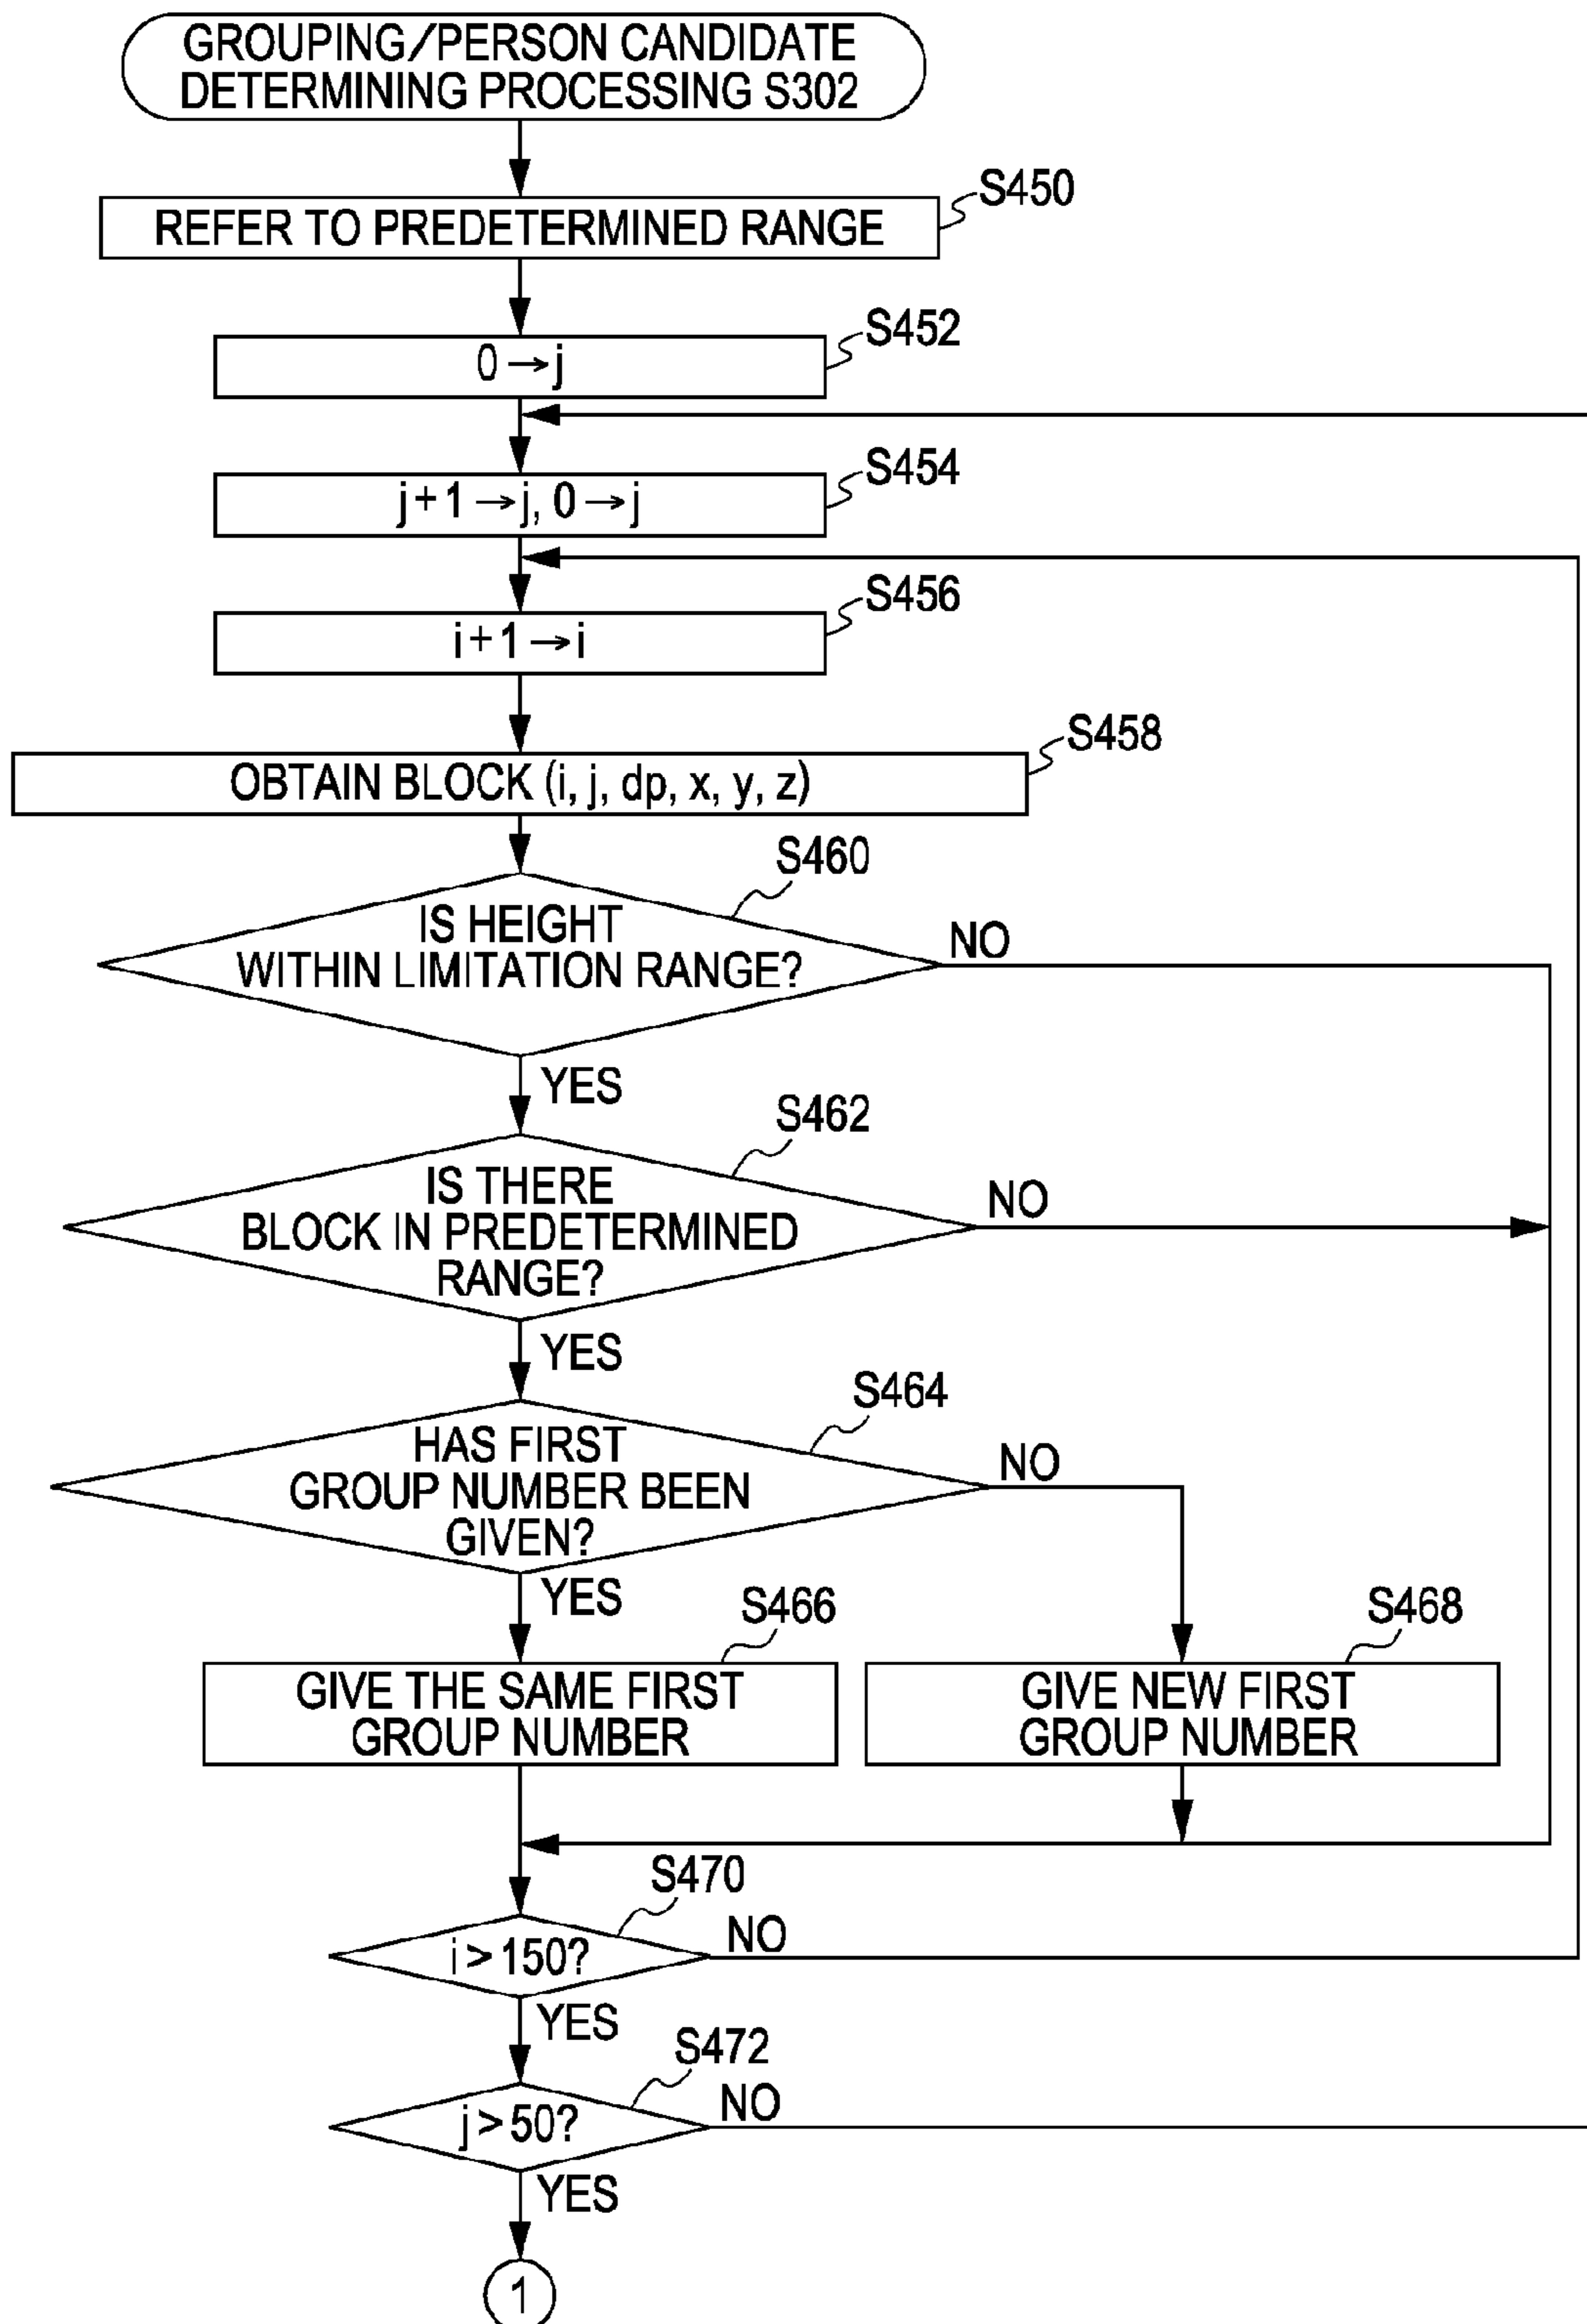 GROUPING/PERSON CANDIDATE
DETERMINING PROCESSING S302
S450
REFER TO PREDETERMINED RANGE
S452
0→j
S454
j+1→j, 0→j
S456
i+1→i
S458
OBTAIN BLOCK (i, j, dp, x, y, z)
S460
IS HEIGHT
WITHIN LIMITATION RANGE?
NO
YES
S462
IS THERE
BLOCK IN PREDETERMINED
RANGE?
NO
YES
S464
HAS FIRST
GROUP NUMBER BEEN
GIVEN?
NO
YES
S466
GIVE THE SAME FIRST
GROUP NUMBER
S468
GIVE NEW FIRST
GROUP NUMBER
S470
i>150?
NO
YES
S472
j>50?
NO
YES
1